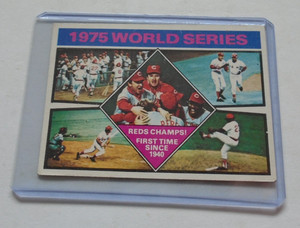 1975 WORLD SERIES
REDS CHAMPS!
FIRST TIME
SINCE
1940